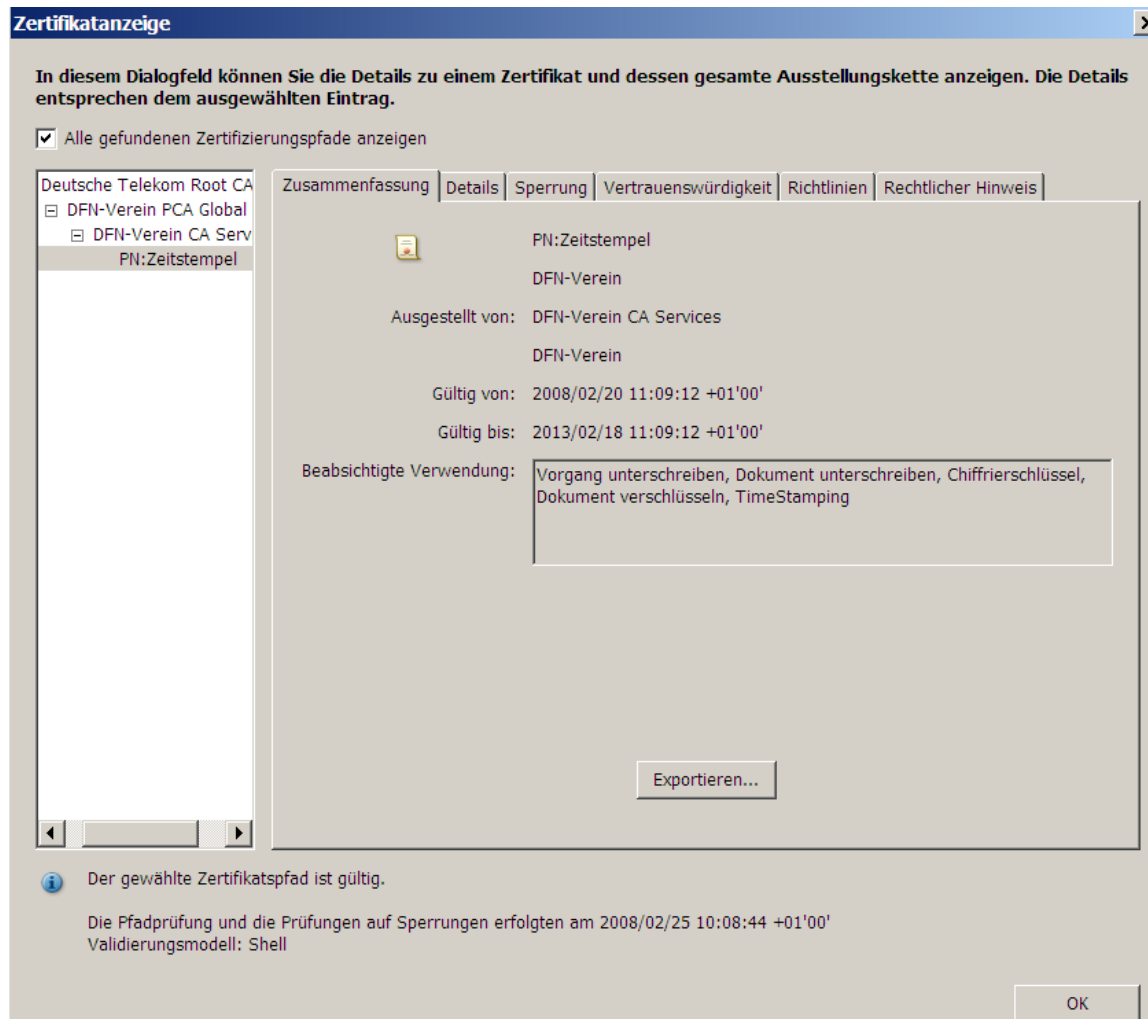 Zertifikatanzeige
In diesem Dialogfeld können Sie die Details zu einem Zertifikat und dessen gesamte Ausstellungskette anzeigen. Die Details
entsprechen dem ausgewählten Eintrag.
Alle gefundenen Zertifizierungspfade anzeigen
Deutsche Telekom Root CA
DFN-Verein PCA Global
DFN-Verein CA Serv
PN:Zeitstempel
Zusammenfassung Details Sperrung Vertrauenswürdigkeit Richtlinien Rechtlicher Hinweis
PN:Zeitstempel
DFN-Verein
Ausgestellt von: DFN-Verein CA Services
DFN-Verein
Gültig von: 2008/02/20 11:09:12 +01'00'
Gültig bis: 2013/02/18 11:09:12 +01'00'
Beabsichtigte Verwendung: Vorgang unterschreiben, Dokument unterschreiben, Chiffrierschlüssel,
Dokument verschlüsseln, TimeStamping
Exportieren...
Der gewählte Zertifikatspfad ist gültig.
Die Pfadprüfung und die Prüfungen auf Sperrungen erfolgten am 2008/02/25 10:08:44 +01'00'
Validierungsmodell: Shell
OK